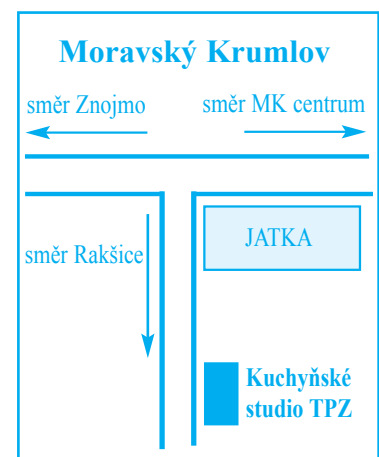 Moravský Krumlov
směr Znojmo
směr MK centrum
JATKA
směr Rakšice
Kuchyňské
studio TPZ